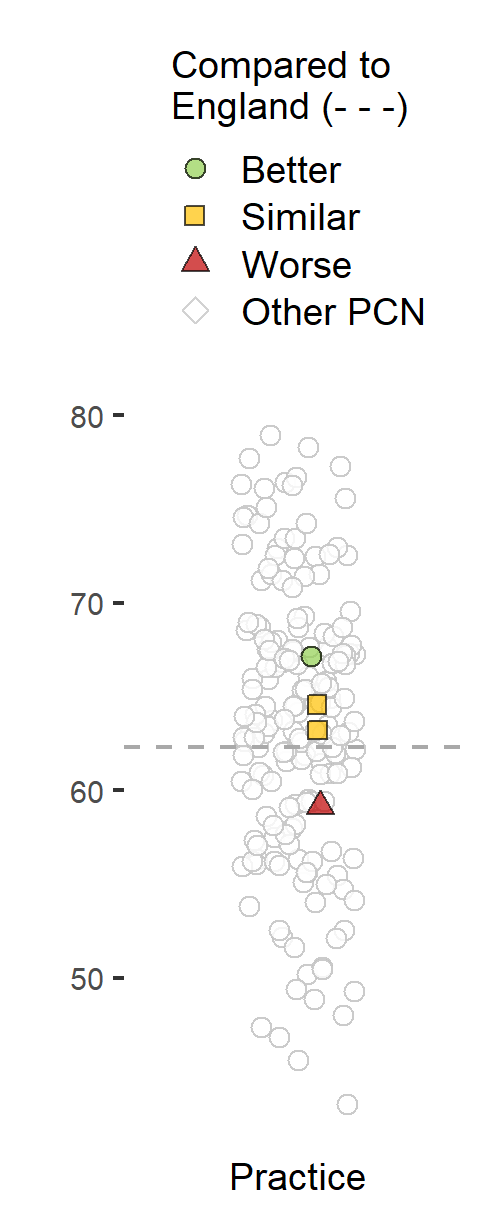 Compared to
England (- - -)
Better
Similar
Worse
Other PCN
80
70
60
50
Practice